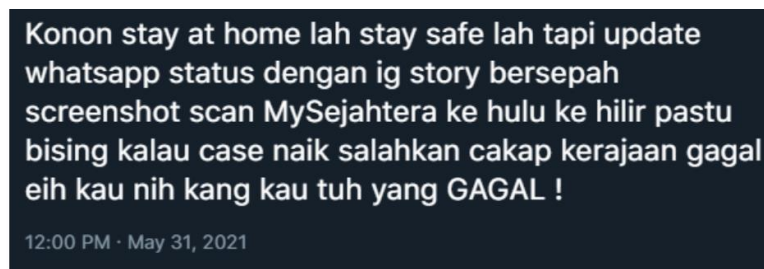 Konon stay at home lah stay safe lah tapi update
whatsapp status dengan ig story bersepah
screenshot scan MySejahtera ke hulu ke hilir pastu
bising kalau case naik salahkan cakap kerajaan gagal
eih kau nih kang kau tuh yang GAGAL !
12:00 PM · May 31, 2021